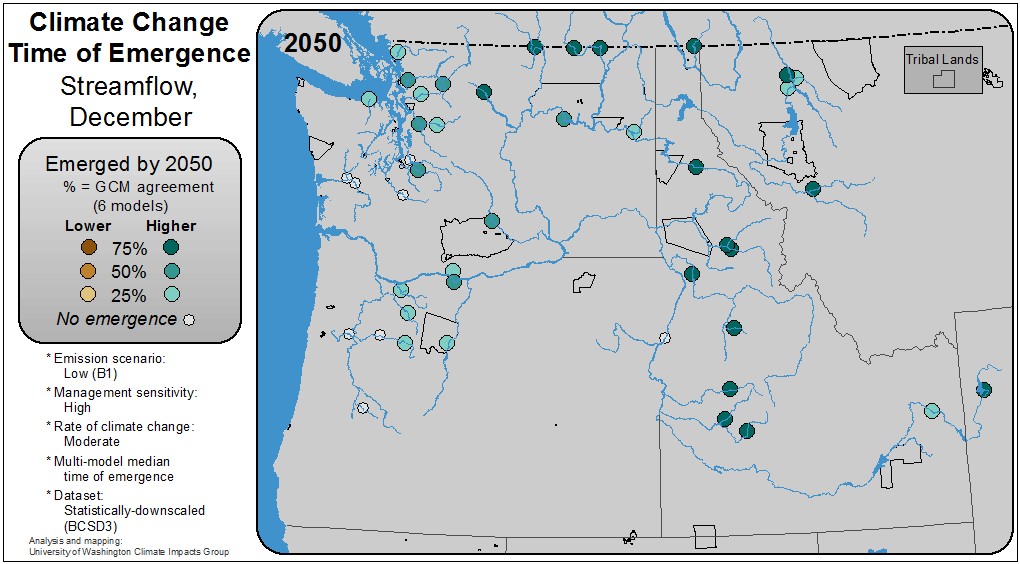 Climate Change
Time of Emergence
Streamflow,
December
Emerged by 2050
% = GCM agreement
(6 models)
Lower Higher
75%
50%
25%
No emergence
* Emission scenario:
Low (B1)
* Management sensitivity:
High
* Rate of climate change:
Moderate
* Multi-model median
time of emergence
* Dataset:
Statistically-downscaled
(BCSD3)
Analysis and mapping:
University of Washington Climate Impacts Group
2050
Tribal Lands